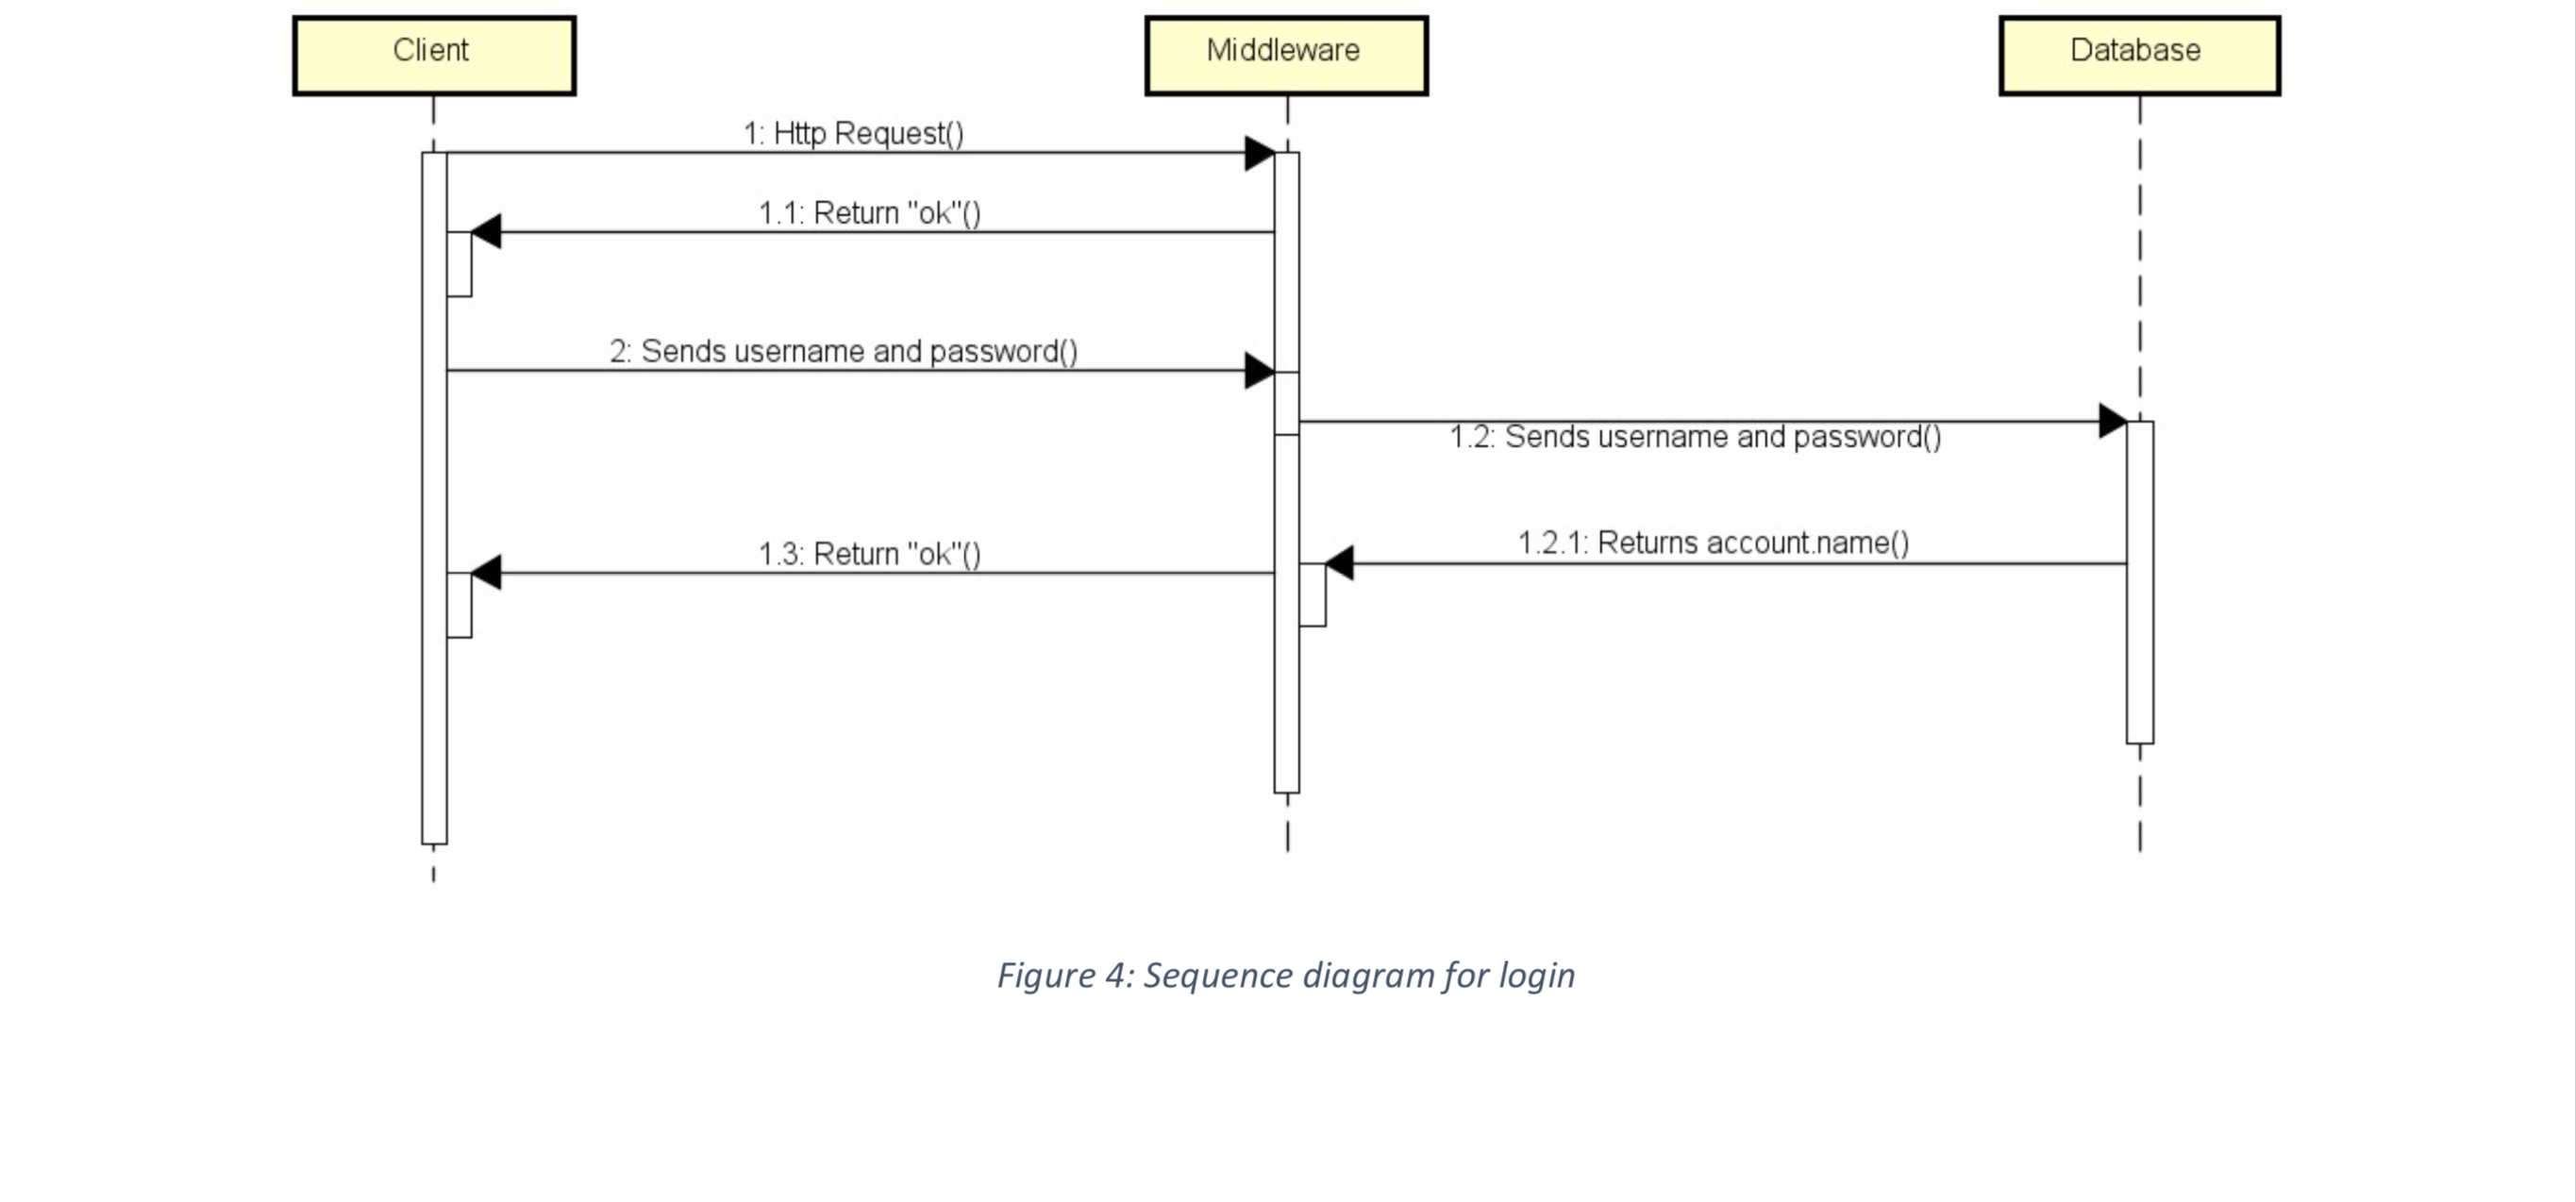 Client
Middleware
Database
1: Http Request()
1.1: Return "ok"()
2: Sends username and password()
1.2: Sends username and password()
1.2.1: Returns account.name()
1.3: Return "ok"()
Figure 4: Sequence diagram for login